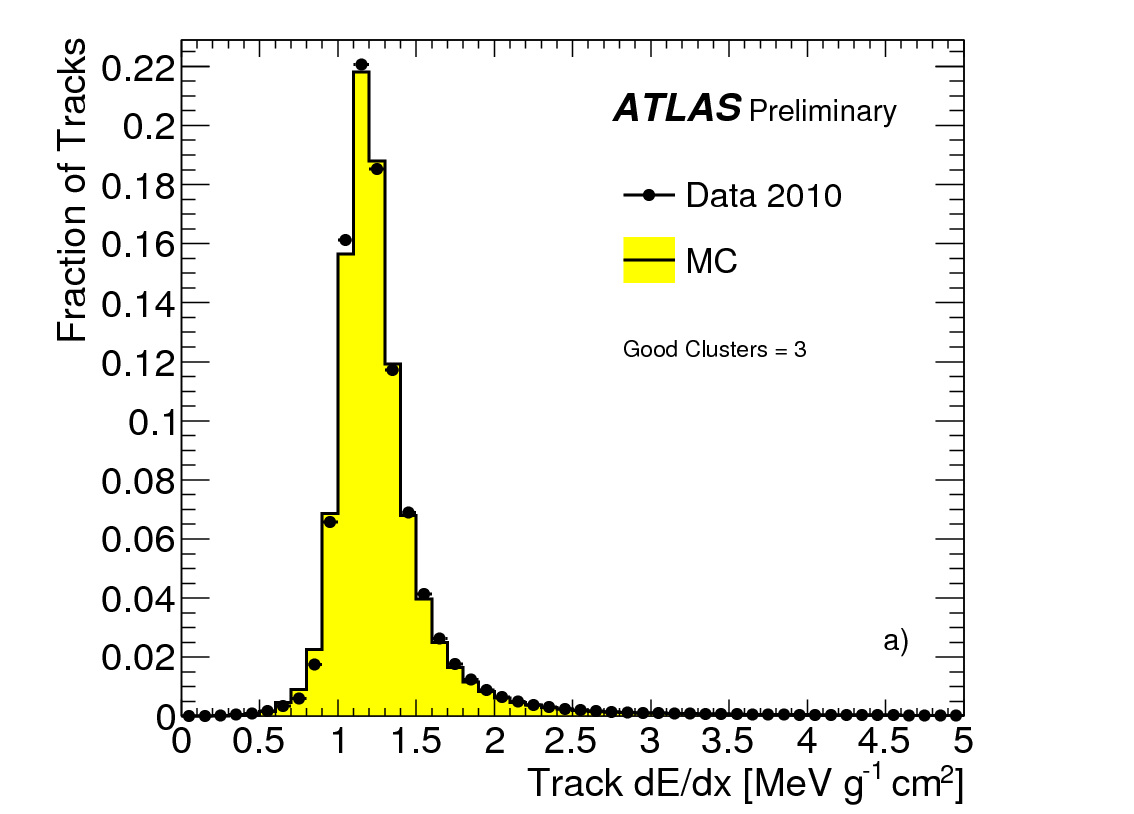 Fraction of Tracks
0.22
0.2
0.18
0.16
0.14
0.12
0.1
0.08
0.06
0.04
0.02
0
ATLAS Preliminary
Data 2010
MC
Good Clusters = 3
a)
0 0.5 1 1.5 2 2.5 3 3.5 4 4.5 5
Track dE/dx [MeV g⁻¹ cm²]